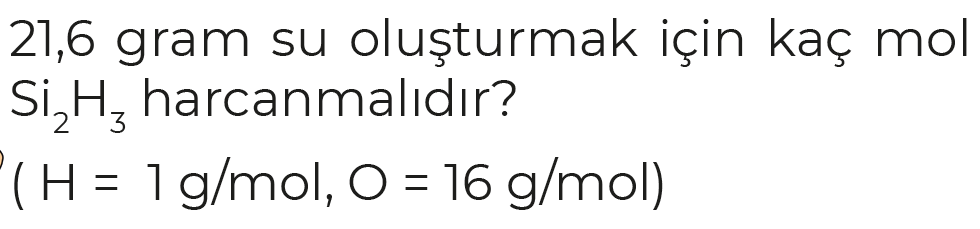 21,6 gram su oluşturmak için kaç mol
Si₂H₃ harcanmalıdır?
( H = 1 g/mol, O = 16 g/mol)